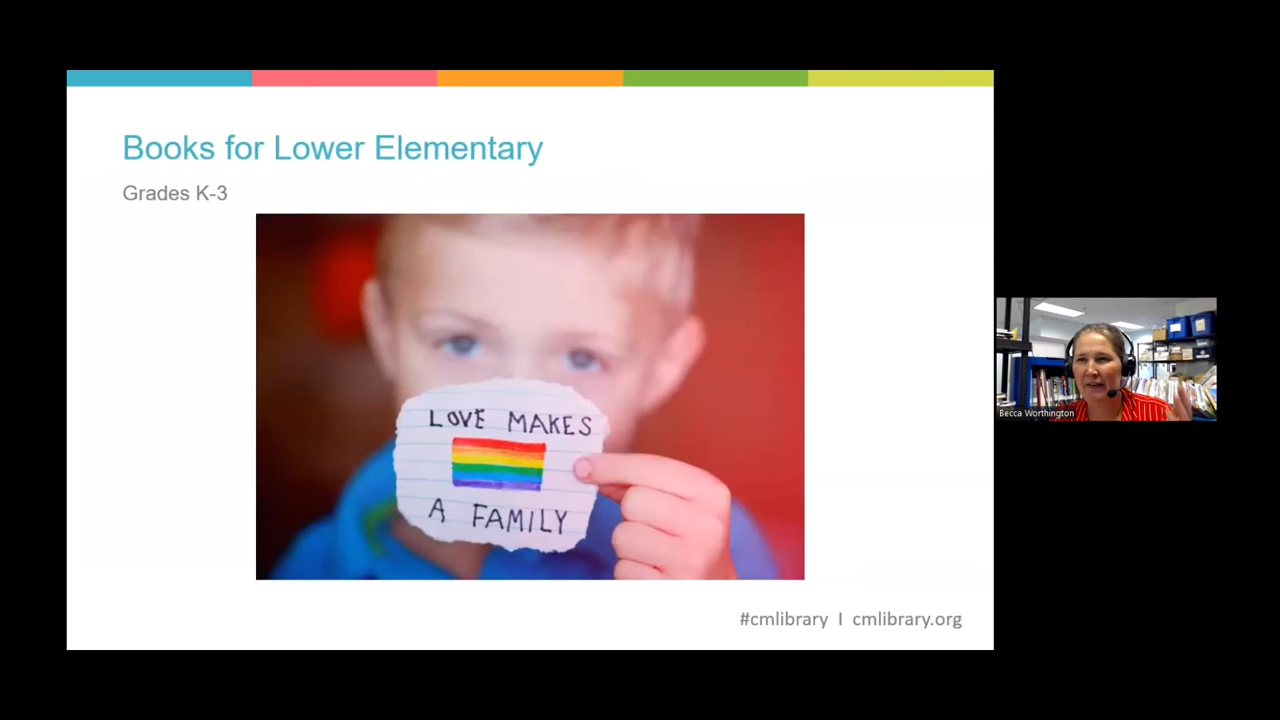 Books for Lower Elementary
Grades K-3
LOVE MAKES
A FAMILY
#cmlibrary I cmlibrary.org
Becca Worthington